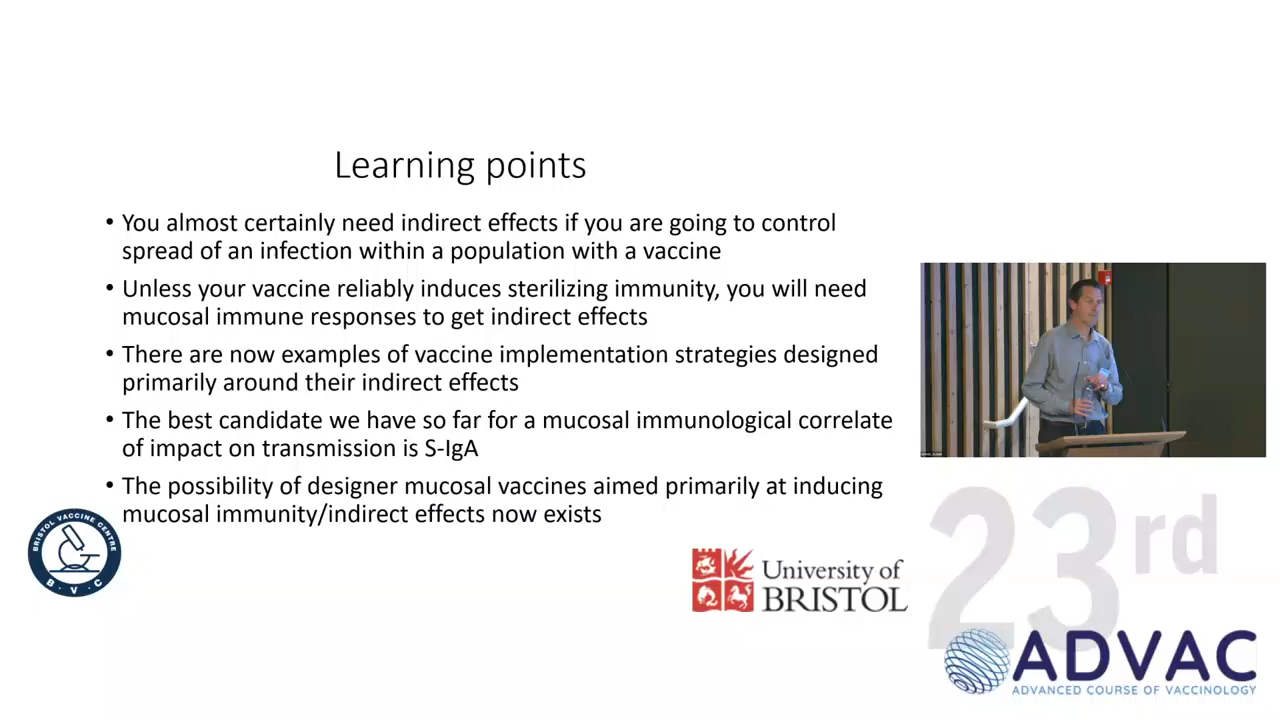 Learning points
• You almost certainly need indirect effects if you are going to control
spread of an infection within a population with a vaccine
• Unless your vaccine reliably induces sterilizing immunity, you will need
mucosal immune responses to get indirect effects
• There are now examples of vaccine implementation strategies designed
primarily around their indirect effects
• The best candidate we have so far for a mucosal immunological correlate
of impact on transmission is S-IgA
• The possibility of designer mucosal vaccines aimed primarily at inducing
mucosal immunity/indirect effects now exists
BRISTOL VACCINE CENTRE
B · V · C
University of
BRISTOL
23rd
ADVAC
ADVANCED COURSE OF VACCINOLOGY